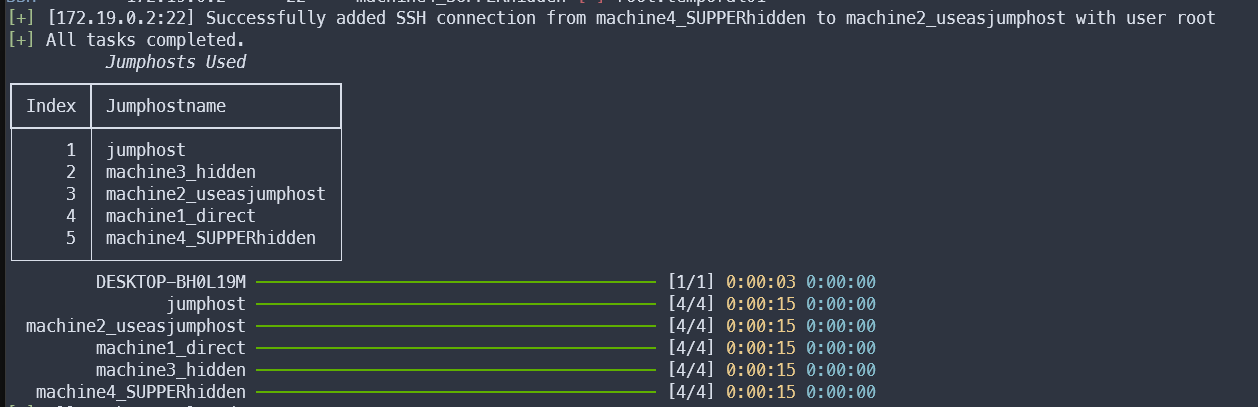 [+] [172.19.0.2:22] Successfully added SSH connection from machine4_SUPPERhidden to machine2_useasjumphost with user root
[+] All tasks completed.
Jumphosts Used
Index Jumphostname
1 jumphost
2 machine3_hidden
3 machine2_useasjumphost
4 machine1_direct
5 machine4_SUPPERhidden
DESKTOP-BH0L19M [1/1] 0:00:03 0:00:00
jumphost [4/4] 0:00:15 0:00:00
machine2_useasjumphost [4/4] 0:00:15 0:00:00
machine1_direct [4/4] 0:00:15 0:00:00
machine3_hidden [4/4] 0:00:15 0:00:00
machine4_SUPPERhidden [4/4] 0:00:15 0:00:00